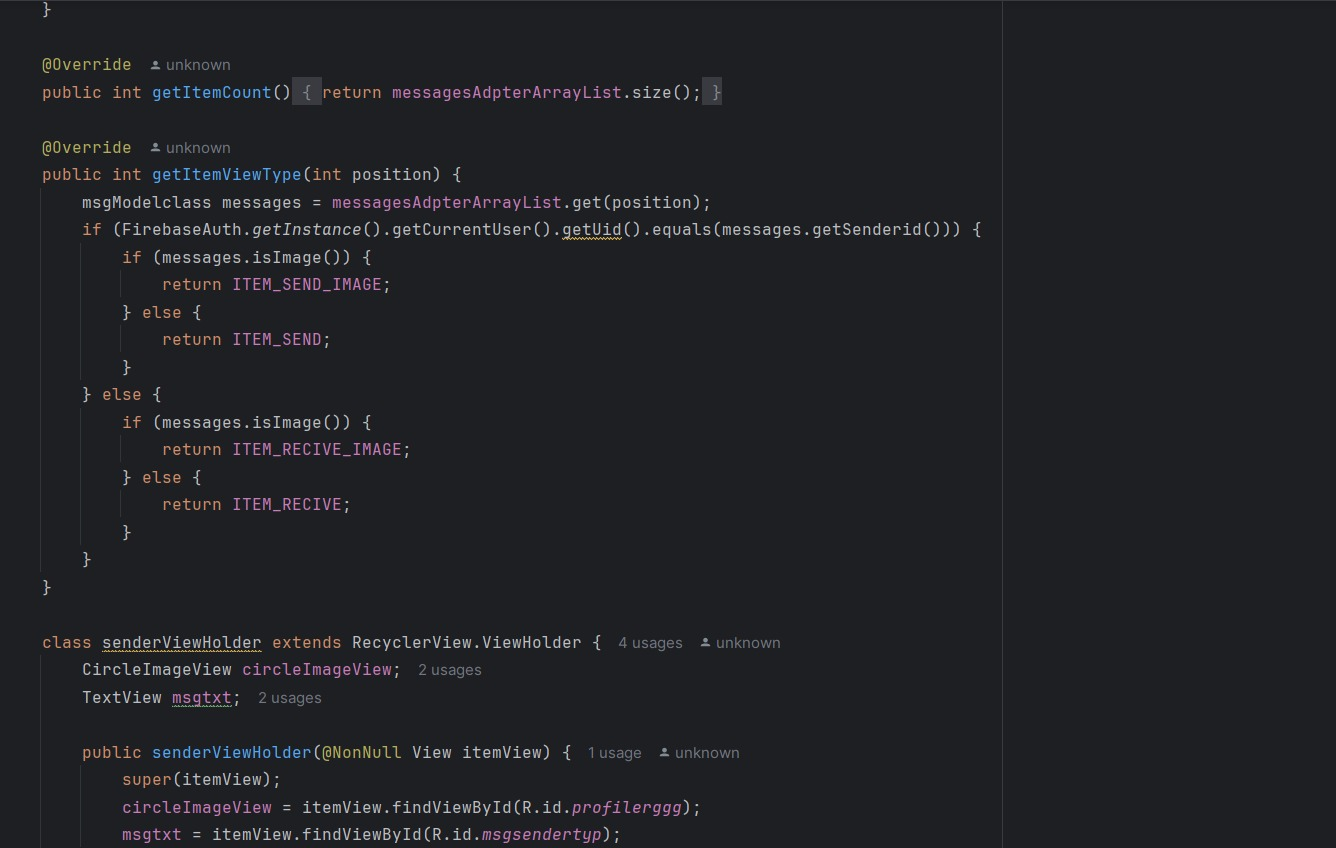 }
@Override unknown
public int getItemCount() { return messagesAdpterArrayList.size(); }
@Override unknown
public int getItemViewType(int position) {
msgModelclass messages = messagesAdpterArrayList.get(position);
if (FirebaseAuth.getInstance().getCurrentUser().getUid().equals(messages.getSenderid())) {
if (messages.isImage()) {
return ITEM_SEND_IMAGE;
} else {
return ITEM_SEND;
}
} else {
if (messages.isImage()) {
return ITEM_RECIVE_IMAGE;
} else {
return ITEM_RECIVE;
}
}
}
class senderViewHolder extends RecyclerView.ViewHolder { 4 usages unknown
CircleImageView circleImageView; 2 usages
TextView msgtxt; 2 usages
public senderViewHolder(@NonNull View itemView) { 1 usage unknown
super(itemView);
circleImageView = itemView.findViewById(R.id.profilerggg);
msgtxt = itemView.findViewById(R.id.msgsendertyp);